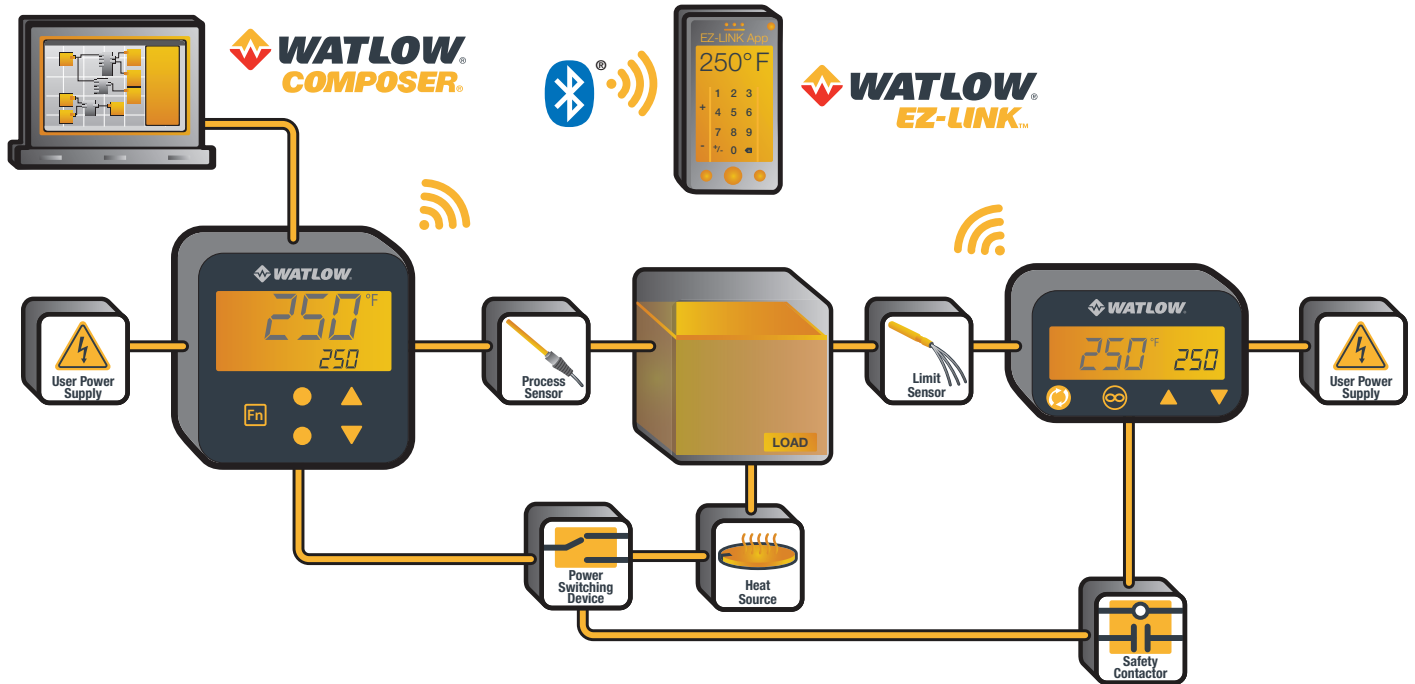 WATLOW®
COMPOSER®
®
EZ-LINK App
250°F
1 2 3
+ 4 5 6
7 8 9
- +/- 0
WATLOW®
EZ-LINK™
User Power
Supply
WATLOW®
250°F
250
Fn
Process
Sensor
LOAD
Limit
Sensor
WATLOW®
250°F 250
User Power
Supply
Power
Switching
Device
Heat
Source
Safety
Contactor